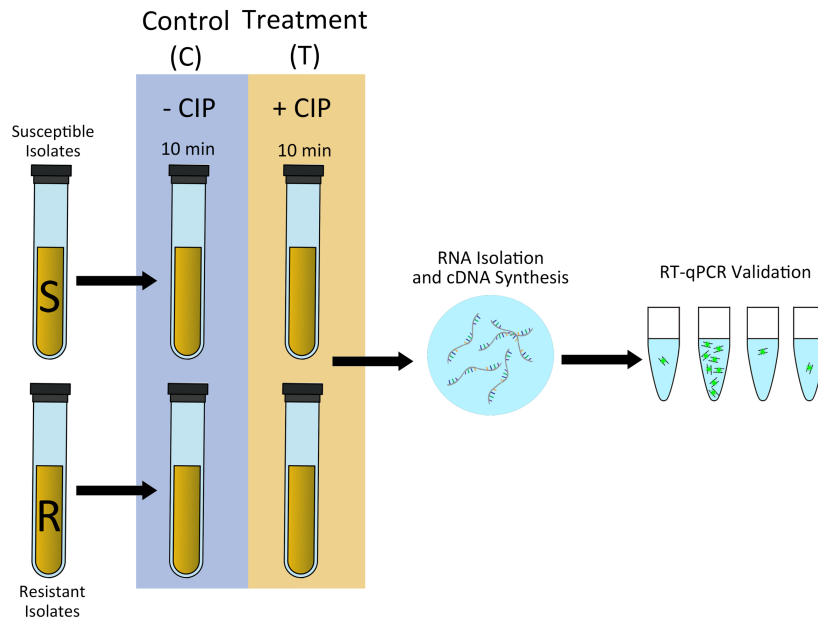 Control
(C)
Treatment
(T)
- CIP
+ CIP
10 min
10 min
Susceptible
Isolates
S
R
Resistant
Isolates
RNA Isolation
and cDNA Synthesis
RT-qPCR Validation